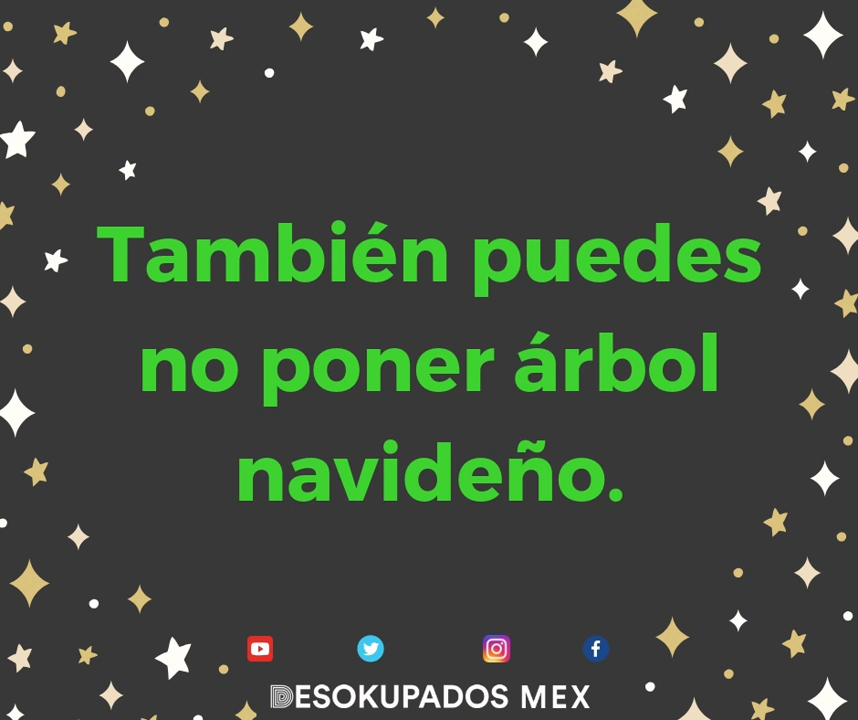 También puedes
no poner árbol
navideño.
DESOKUPADOS MEX